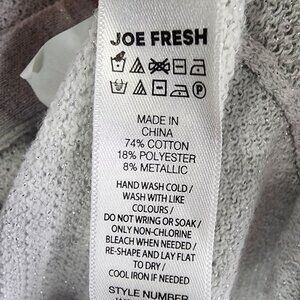 JOE FRESH
MADE IN
CHINA
74% COTTON
18% POLYESTER
8% METALLIC
HAND WASH COLD /
WASH WITH LIKE
COLOURS /
DO NOT WRING OR SOAK /
ONLY NON-CHLORINE
BLEACH WHEN NEEDED /
RE-SHAPE AND LAY FLAT
TO DRY /
COOL IRON IF NEEDED
STYLE NUMBER